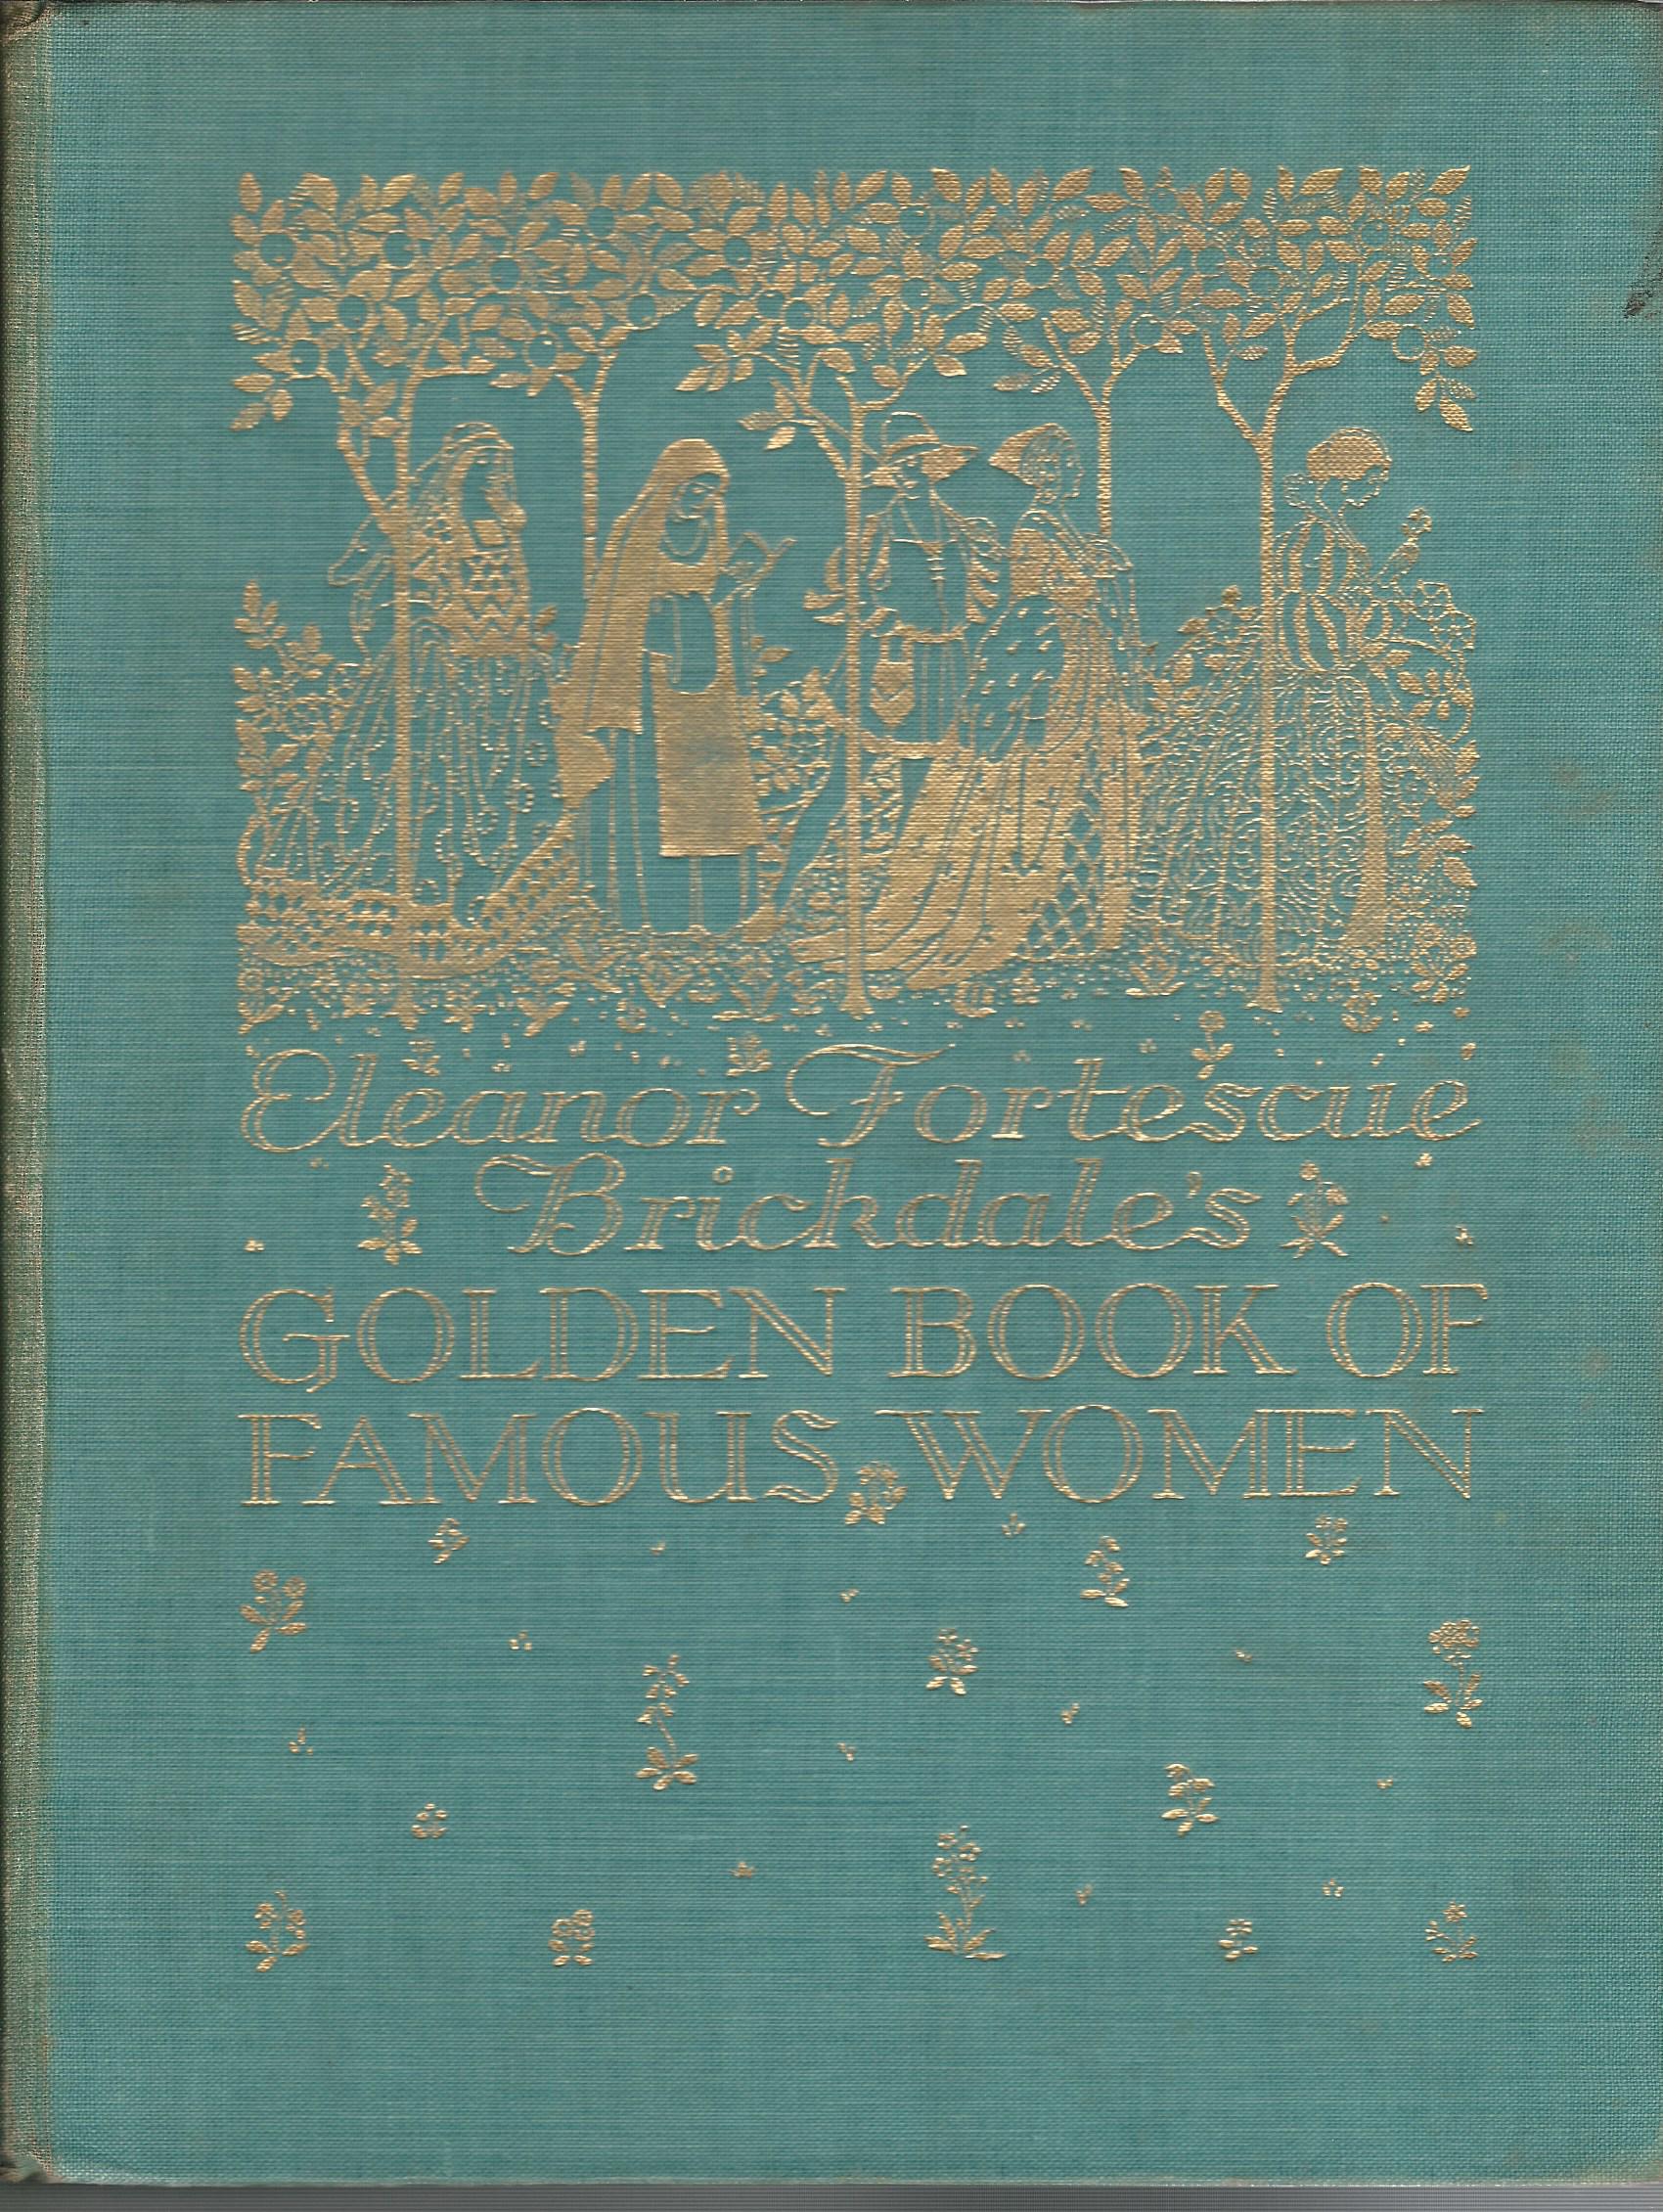 Eleanor Fortescue
Brickdale's
GOLDEN BOOK OF
FAMOUS WOMEN